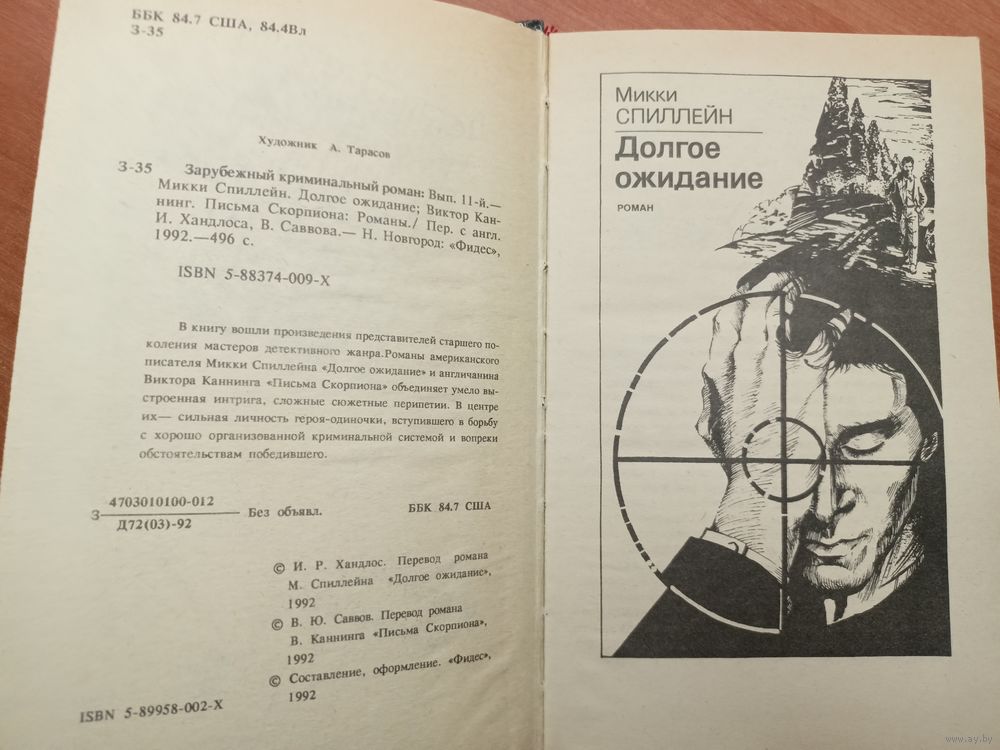 ББК 84.7 США, 84.4Вл
З-35
Художник А. Тарасов
З-35 Зарубежный криминальный роман: Вып. 11-й.—
Микки Спиллейн. Долгое ожидание; Виктор Кан-
нинг. Письма Скорпиона: Романы./ Пер. с англ.
И. Хандлоса, В. Саввова.— Н. Новгород: «Фидес»,
1992.—496 с.
ISBN 5-88374-009-X
В книгу вошли произведения представителей старшего по-
коления мастеров детективного жанра.Романы американского
писателя Микки Спиллейна «Долгое ожидание» и англичанина
Виктора Каннинга «Письма Скорпиона» объединяет умело вы-
строенная интрига, сложные сюжетные перипетии. В центре
их— сильная личность героя-одиночки, вступившего в борьбу
с хорошо организованной криминальной системой и вопреки
обстоятельствам победившего.
4703010100-012
З Без объявл. ББК 84.7 США
Д72(03)-92
© И. Р. Хандлос. Перевод романа
М. Спиллейна «Долгое ожидание»,
1992
© В. Ю. Саввов. Перевод романа
В. Каннинга «Письма Скорпиона»,
1992
© Составление, оформление. «Фидес»,
1992
ISBN 5-89958-002-X
Микки
СПИЛЛЕЙН
Долгое
ожидание
РОМАН
www.ay.by